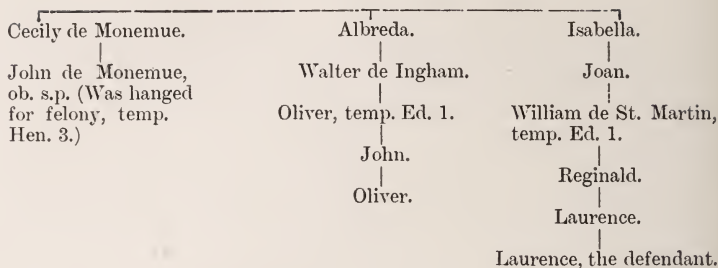 Cecily de Monemue.
John de Monemue,
ob. s.p. (Was hanged
for felony, temp.
Hen. 3.)
Albreda.
Walter de Ingham.
Oliver, temp. Ed. 1.
John.
Oliver.
Isabella.
Joan.
William de St. Martin,
temp. Ed. 1.
Reginald.
Laurence.
Laurence, the defendant.